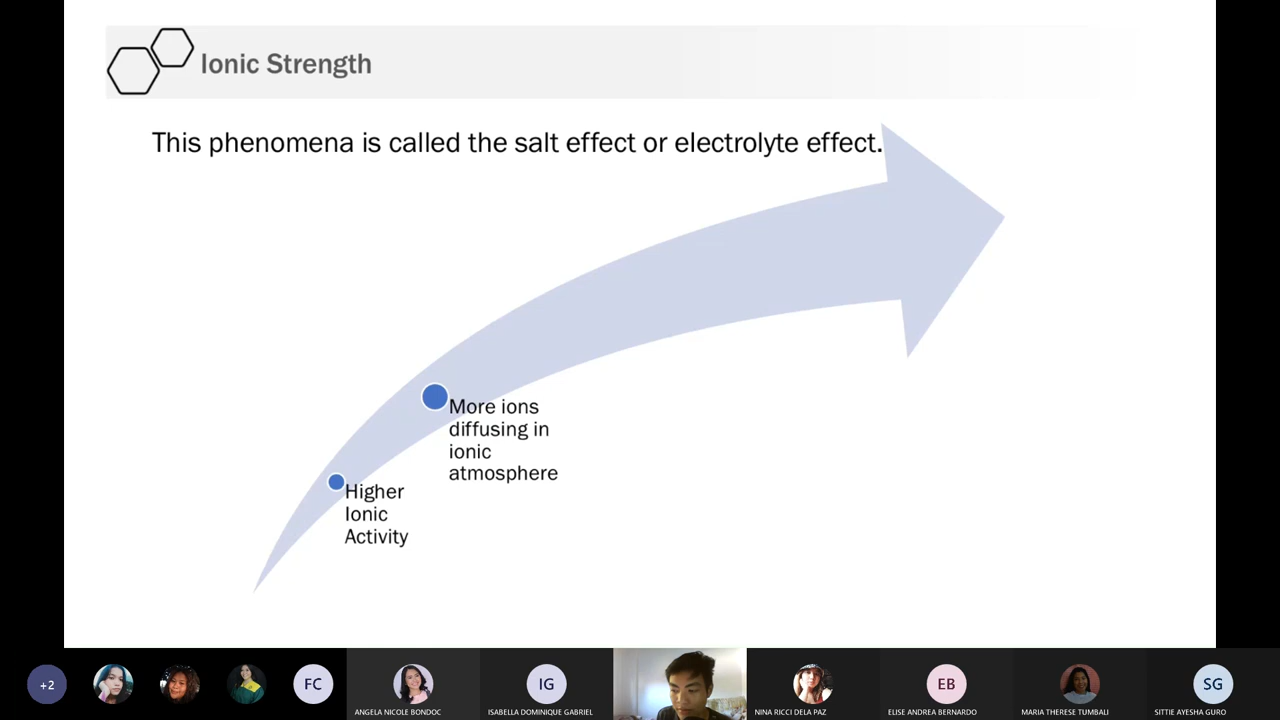 Ionic Strength
This phenomena is called the salt effect or electrolyte effect.
More ions
diffusing in
ionic
atmosphere
Higher
Ionic
Activity
+2
FC
IG
EB
SG
ANGELA NICOLE BONDOC
ISABELLA DOMINIQUE GABRIEL
NINA RICCI DELA PAZ
ELISE ANDREA BERNARDO
MARIA THERESE TUMBALI
SITTIE AYESHA GURO